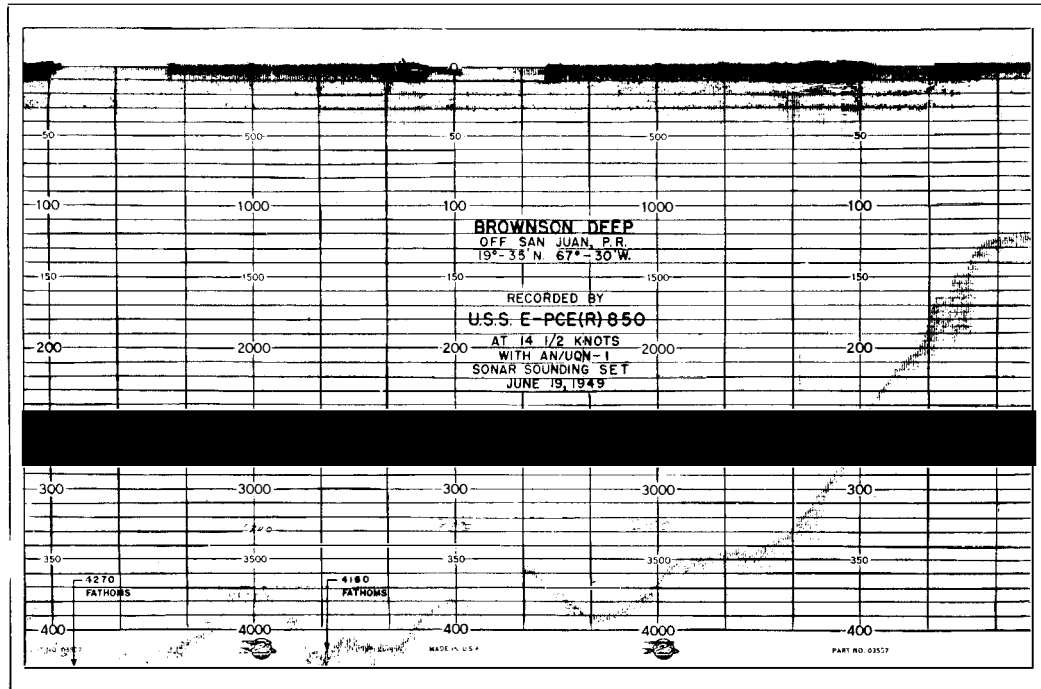 50 500 50 500 50
100 1000 100 1000 100
BROWNSON DEEP
OFF SAN JUAN, P.R.
19°-35' N. 67°-30' W.
150 1500 150 1500 150
RECORDED BY
U.S.S. E-PCE(R) 850
AT 14 1/2 KNOTS
200 2000 200 2000 200
WITH AN/UQN-1
SONAR SOUNDING SET
JUNE 19, 1949
300 3000 300 3000 300
350 350 3500 350
4270
FATHOMS
4160
FATHOMS
400 4000 400 4000 400
MADE IN U.S.A.
PART NO. 03557